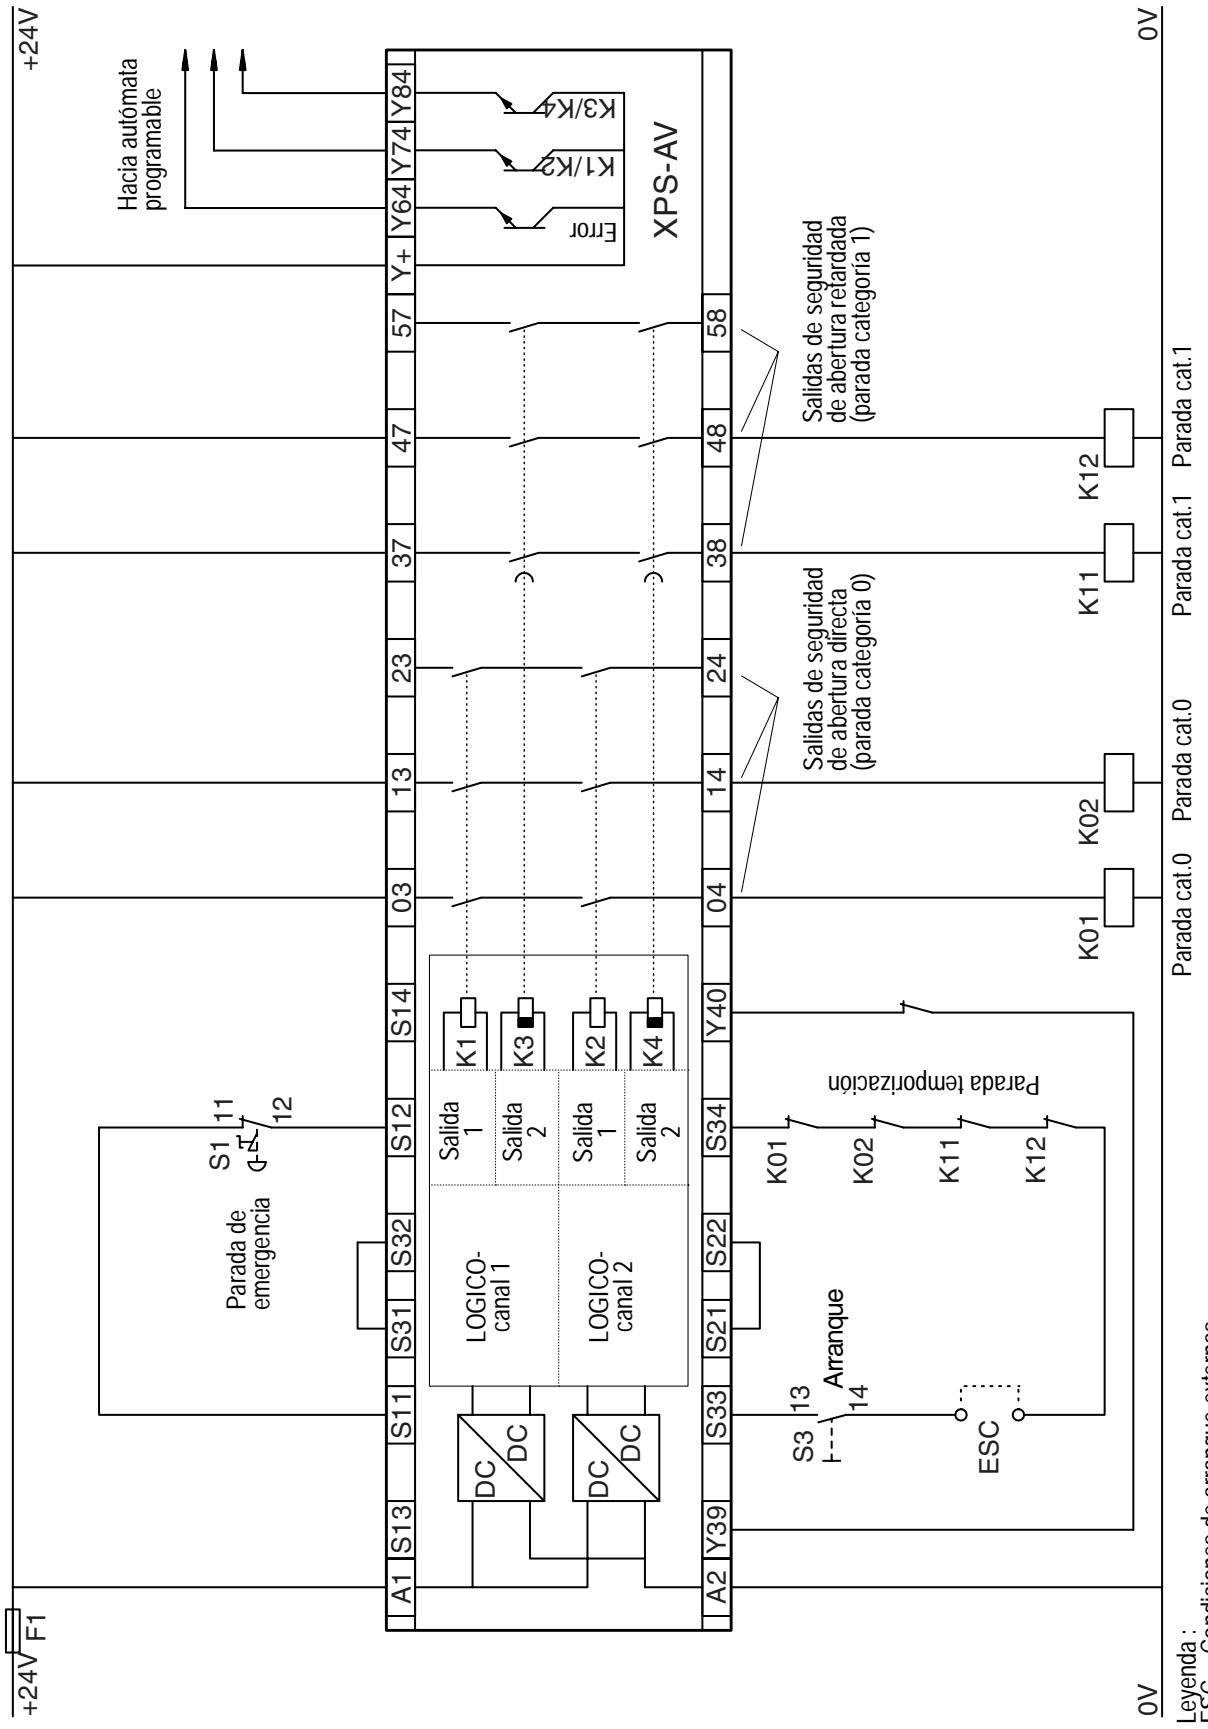 +24V
F1
+24V
Hacia autómata
programable
Parada de
emergencia
S1
11
12
A1
S13
S11
S31
S32
S12
S14
03
13
23
37
47
57
Y+
Y64
Y74
Y84
DC
DC
DC
DC
LOGICO-
canal 1
LOGICO-
canal 2
Salida
1
Salida
2
Salida
1
Salida
2
K1
K3
K2
K4
Error
K1/K2
K3/K4
XPS-AV
A2
Y39
S33
S21
S22
S34
Y40
04
14
24
38
48
58
S3
13
14
Arranque
ESC
K01
K02
K11
K12
Parada temporización
Salidas de seguridad
de abertura directa
(parada categoría 0)
Salidas de seguridad
de abertura retardada
(parada categoría 1)
K01
K02
K11
K12
0V
0V
Parada cat.0
Parada cat.0
Parada cat.1
Parada cat.1
Leyenda :
ESC = Condiciones de arranque externas